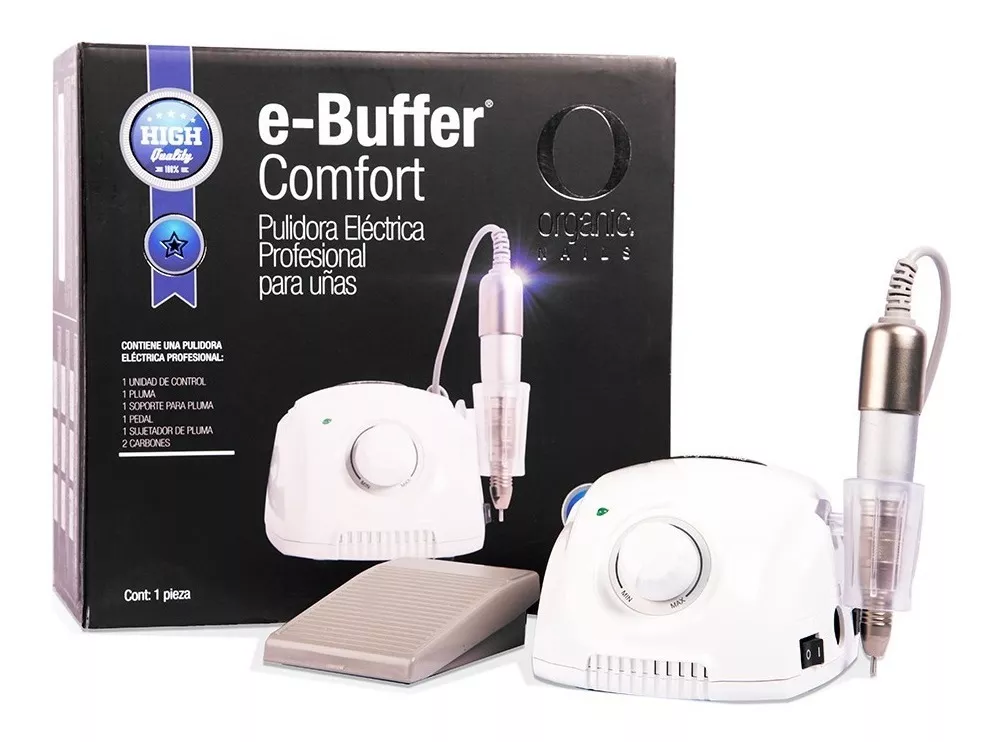 HIGH
Quality
100%
e-Buffer®
Comfort
Pulidora Eléctrica
Profesional
para uñas
organic.
NAILS
CONTIENE UNA PULIDORA
ELÉCTRICA PROFESIONAL:
1 UNIDAD DE CONTROL
1 PLUMA
1 SOPORTE PARA PLUMA
1 PEDAL
1 SUJETADOR DE PLUMA
2 CARBONES
Cont: 1 pieza
MIN MAX
MIN MAX
O I